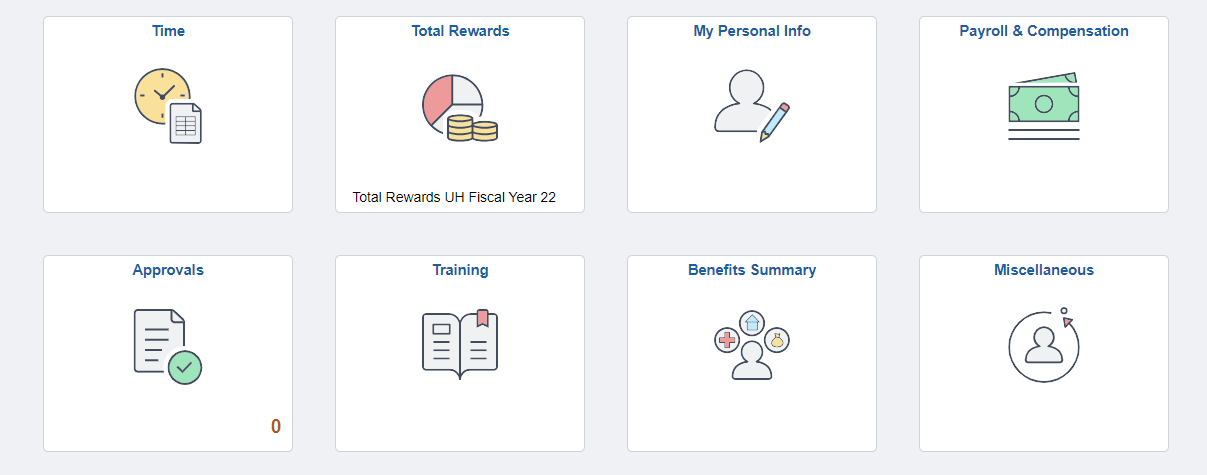 Time
Total Rewards
My Personal Info
Payroll & Compensation
Total Rewards UH Fiscal Year 22
Approvals
Training
Benefits Summary
Miscellaneous
0